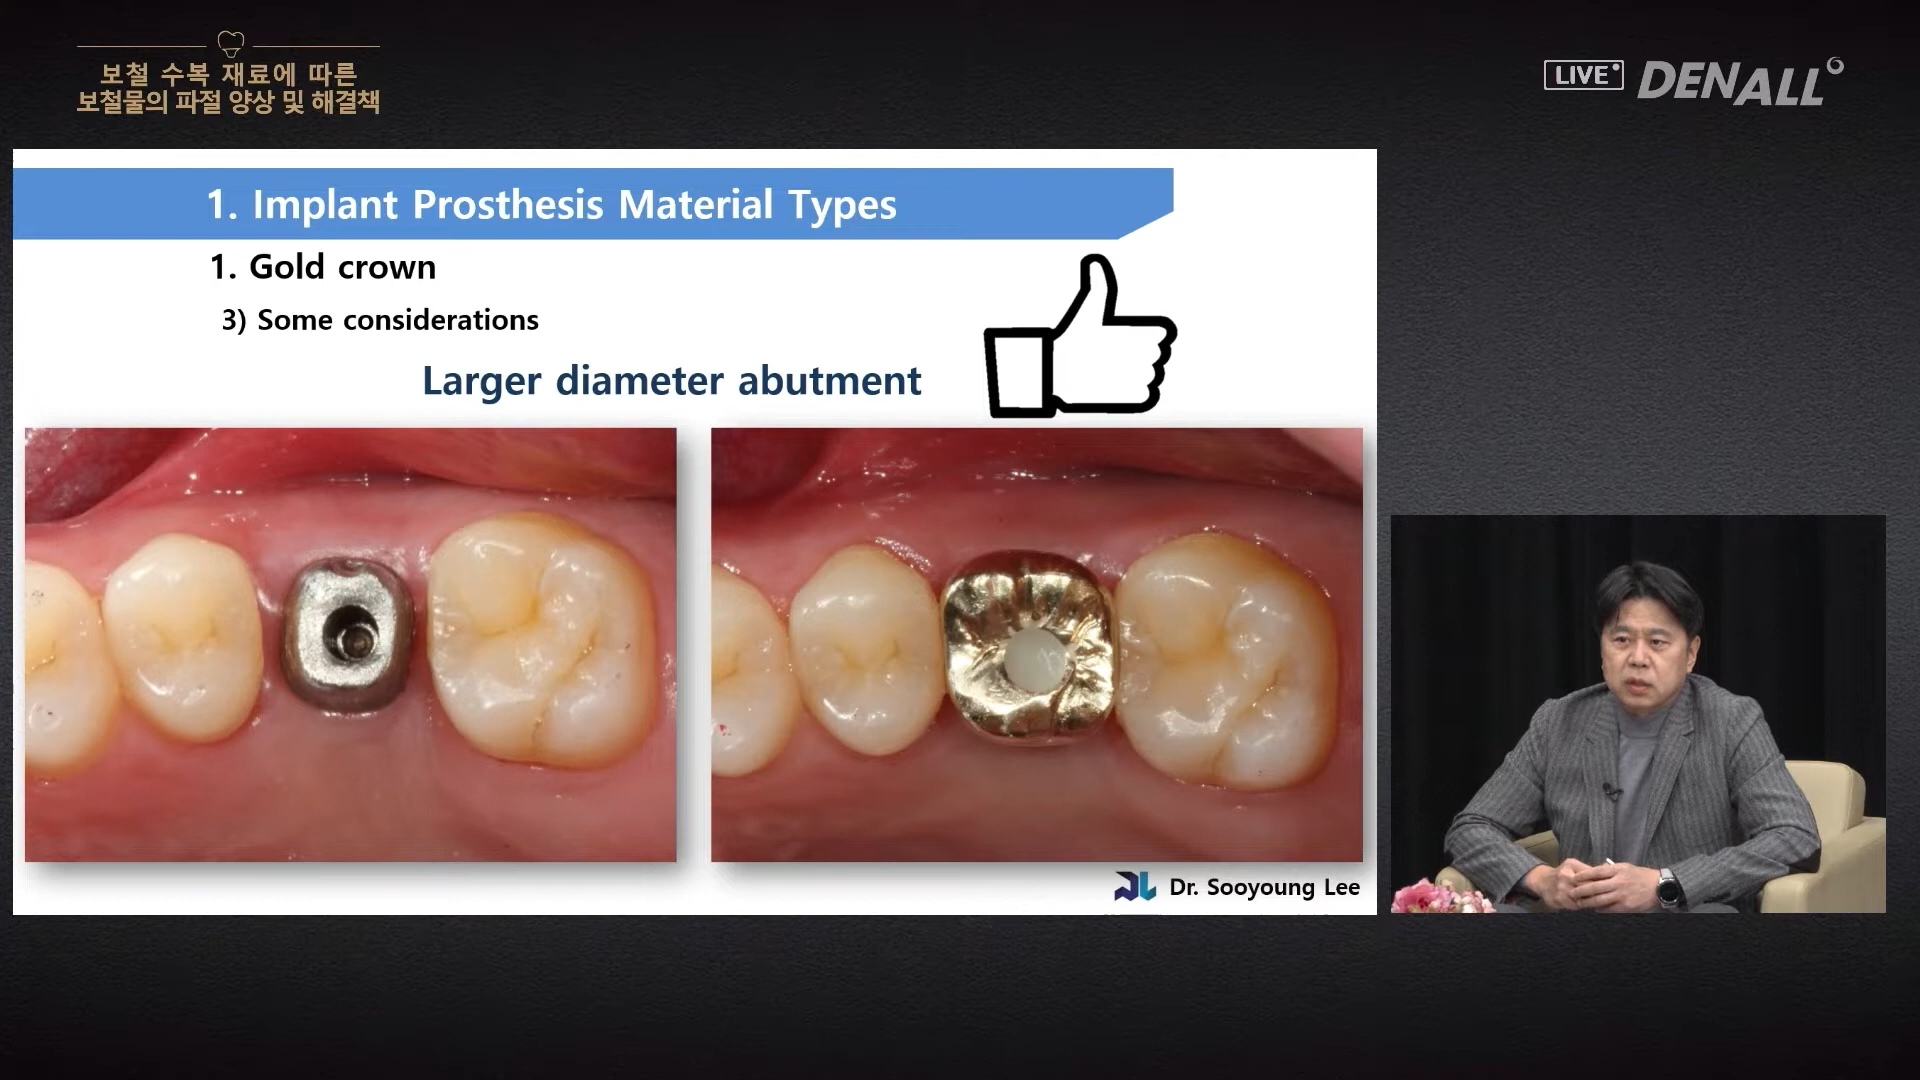 보철 수복 재료에 따른
보철물의 파절 양상 및 해결책
LIVE
DENALL
1. Implant Prosthesis Material Types
1. Gold crown
3) Some considerations
Larger diameter abutment
Dr. Sooyoung Lee